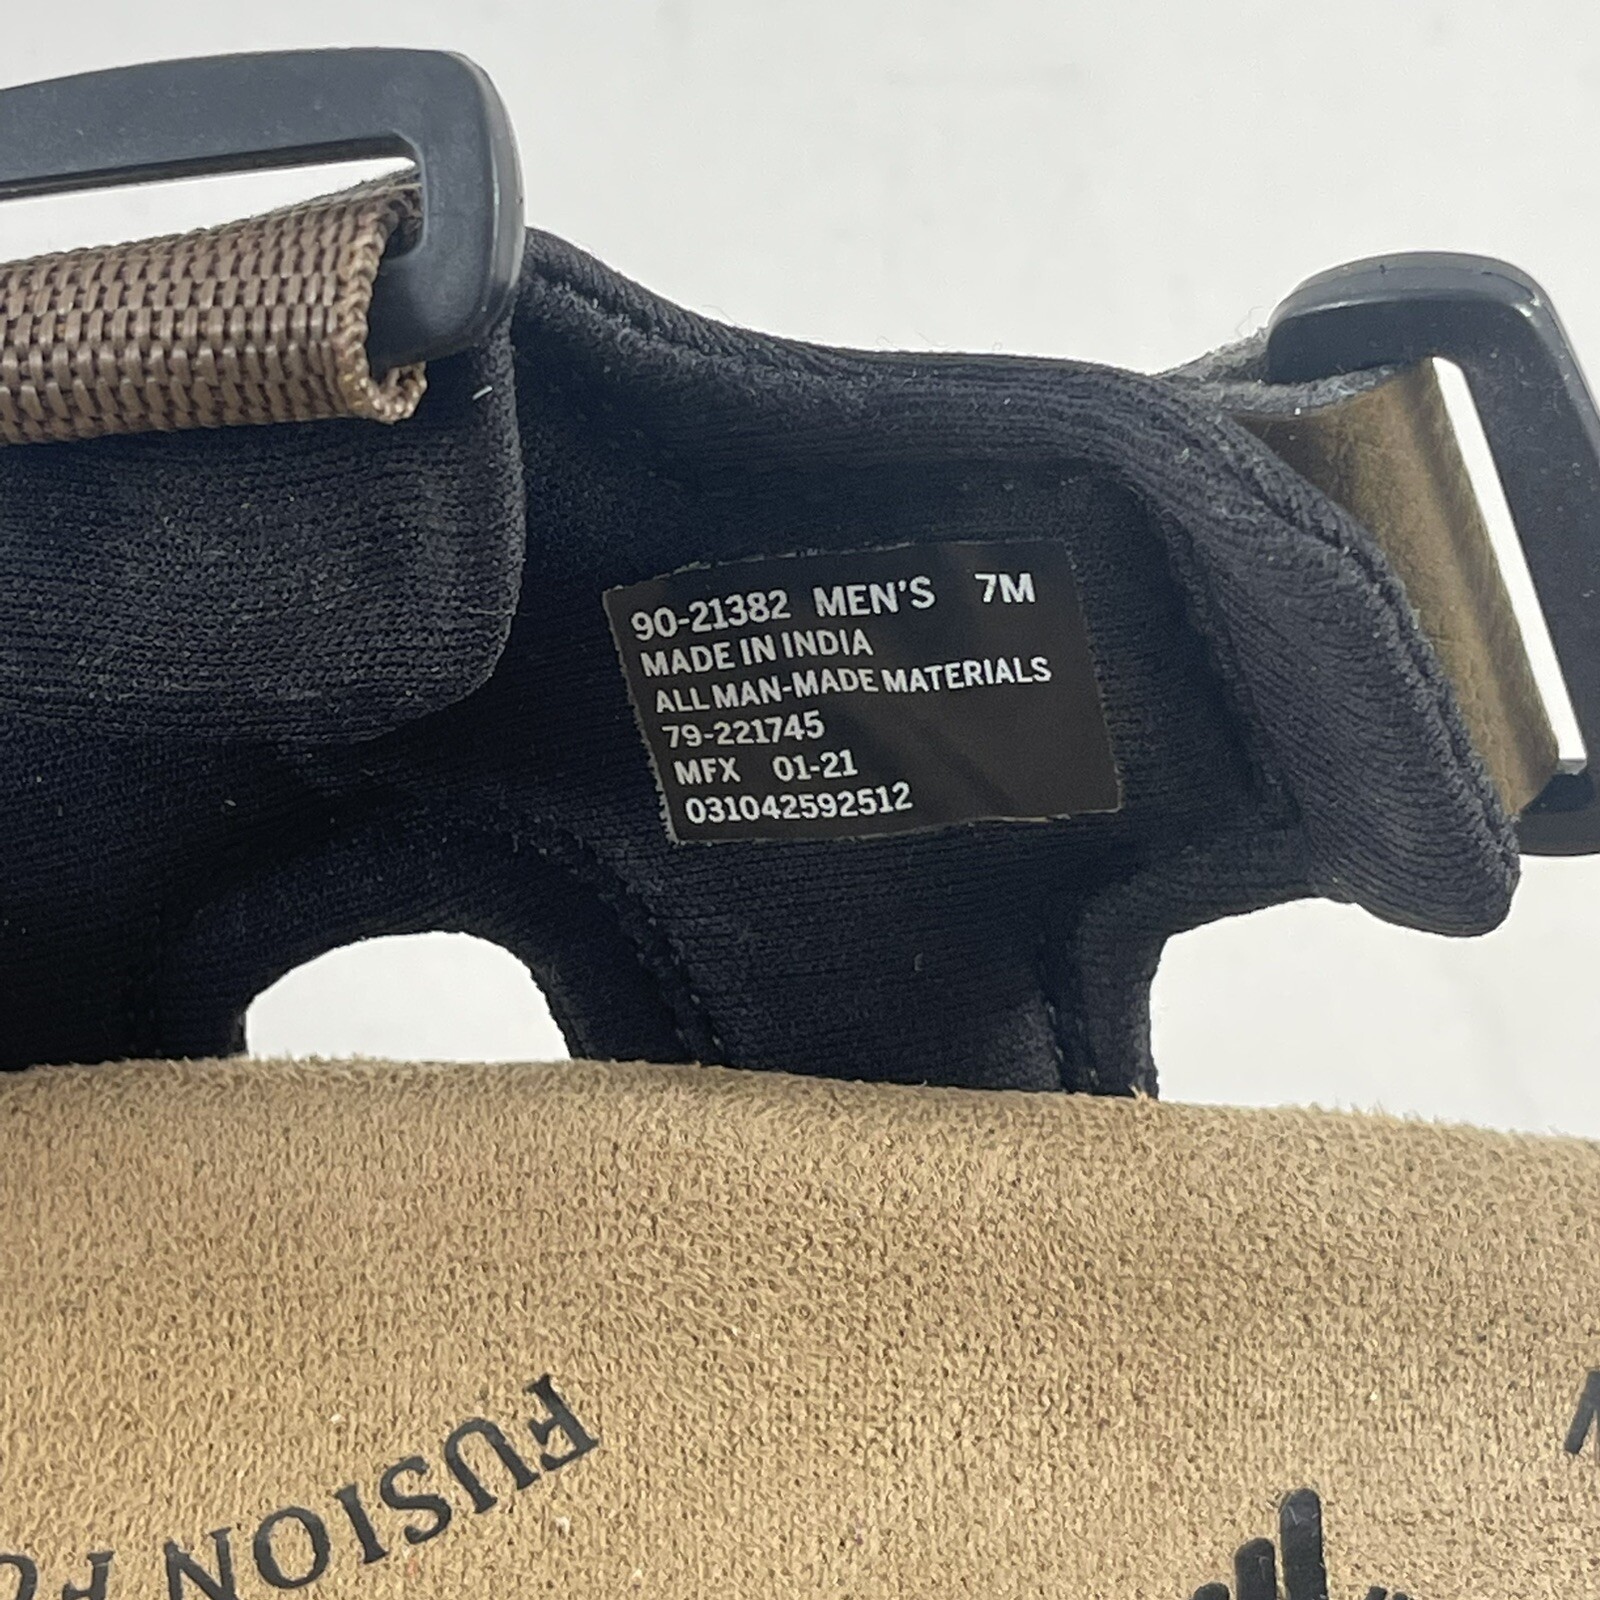 90-21382 MEN'S 7M
MADE IN INDIA
ALL MAN-MADE MATERIALS
79-221745
MFX 01-21
031042592512
FUSION